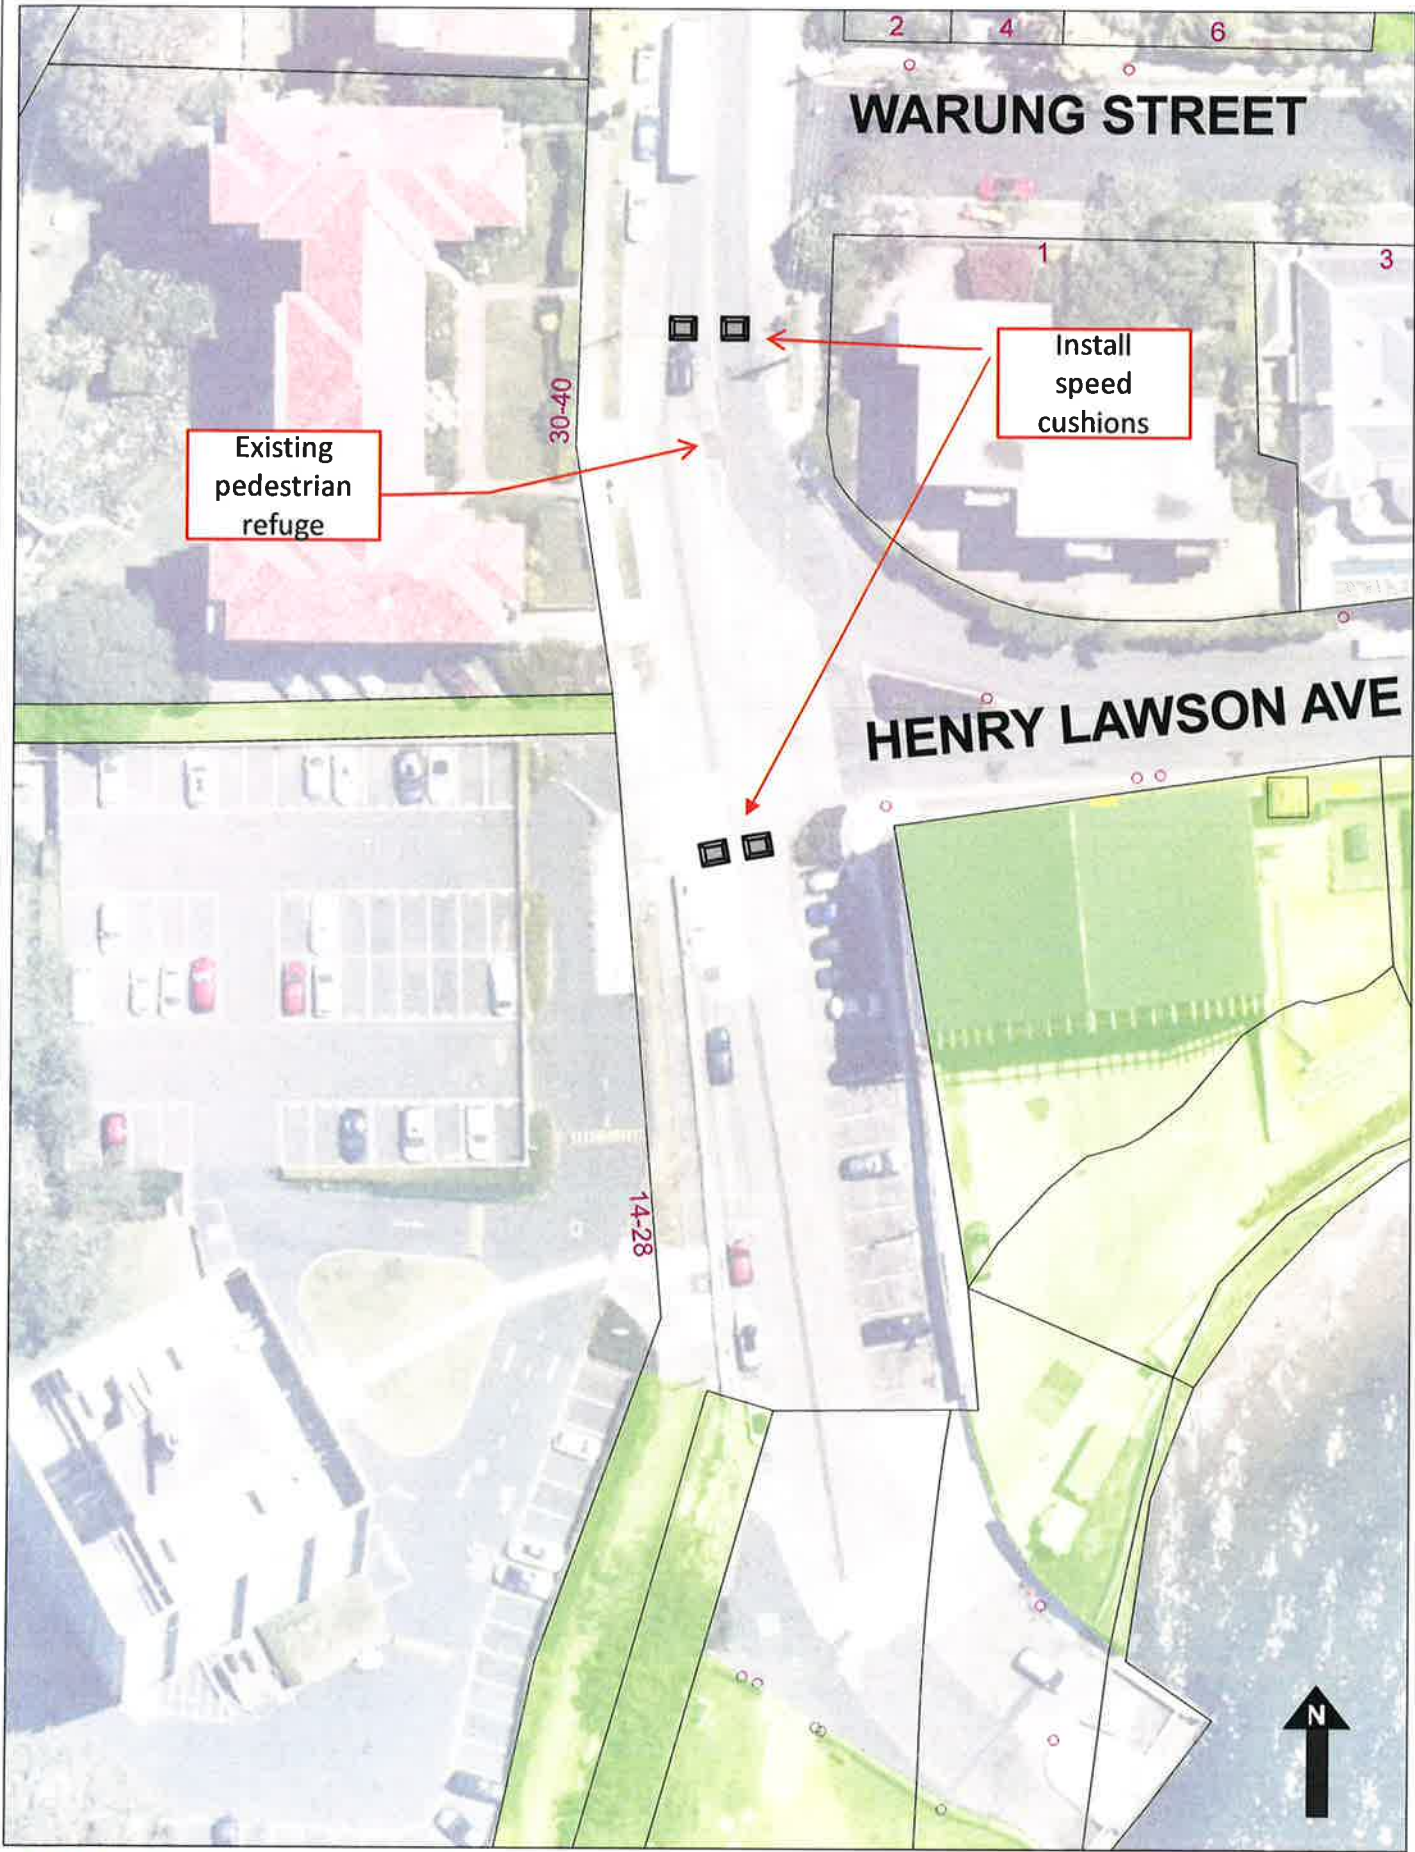 2
4
6
WARUNG STREET
1
3
Install
speed
cushions
30-40
Existing
pedestrian
refuge
HENRY LAWSON AVE
14-28
N